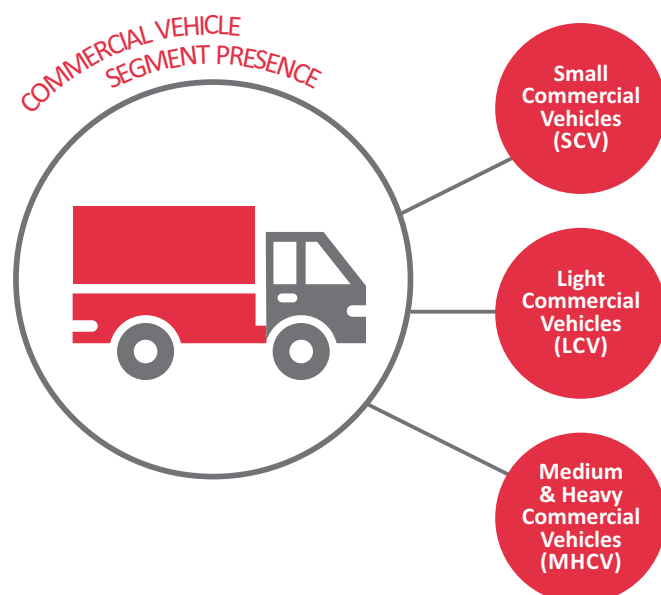 COMMERCIAL VEHICLE
SEGMENT PRESENCE
Small
Commercial
Vehicles
(SCV)
Light
Commercial
Vehicles
(LCV)
Medium
& Heavy
Commercial
Vehicles
(MHCV)